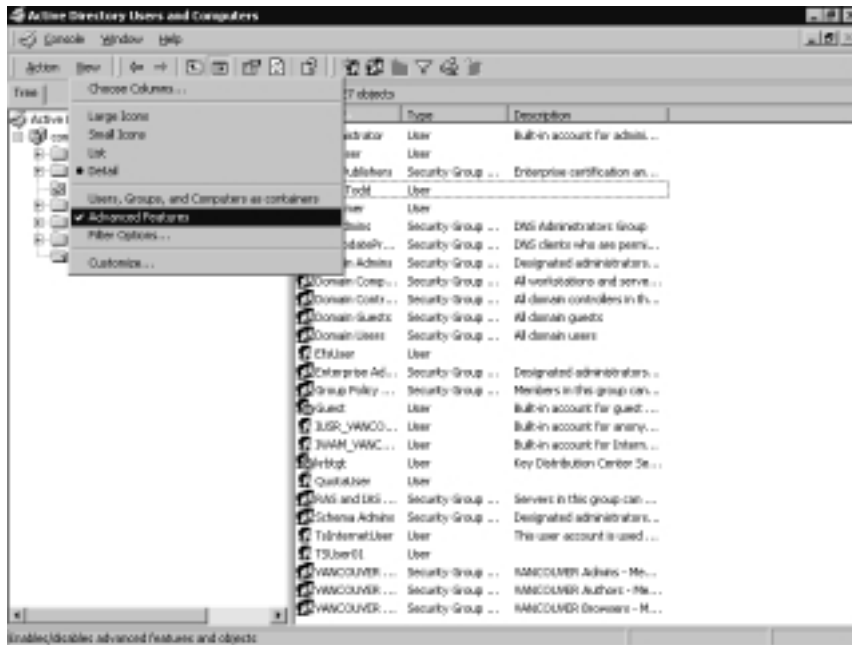 Active Directory Users and Computers
Console Window Help
Action View
Tree
27 objects
Choose Columns...
Large Icons
Small Icons
List
Detail
Users, Groups, and Computers as containers
Advanced Features
Filter Options...
Customize...
Active
Type Description
User Built-in account for admini...
User
Security Group ... Enterprise certification an...
Todd User
User
Security Group ... DNS Administrators Group
Security Group ... DNS clients who are permi...
Admins Security Group ... Designated administrators...
Domain Comp... Security Group ... All workstations and serve...
Domain Contr... Security Group ... All domain controllers in th...
Domain Guests Security Group ... All domain guests
Domain Users Security Group ... All domain users
EfsUser User
Enterprise Ad... Security Group ... Designated administrators...
Group Policy ... Security Group ... Members in this group can...
Guest User Built-in account for guest ...
IUSR_VANCO... User Built-in account for anony...
IWAM_VANC... User Built-in account for Intern...
krbtgt User Key Distribution Center Se...
QuotaUser User
RAS and IAS ... Security Group ... Servers in this group can ...
Schema Admins Security Group ... Designated administrators...
TsInternetUser User This user account is used ...
TSUser01 User
VANCOUVER ... Security Group ... VANCOUVER Admins - Me...
VANCOUVER ... Security Group ... VANCOUVER Authors - Me...
VANCOUVER ... Security Group ... VANCOUVER Browsers - M...
Enables/disables advanced features and objects